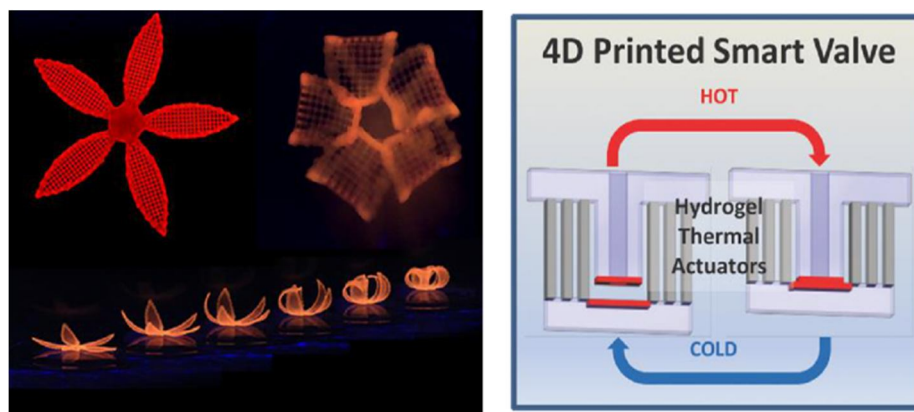 4D Printed Smart Valve
HOT
Hydrogel
Thermal
Actuators
COLD